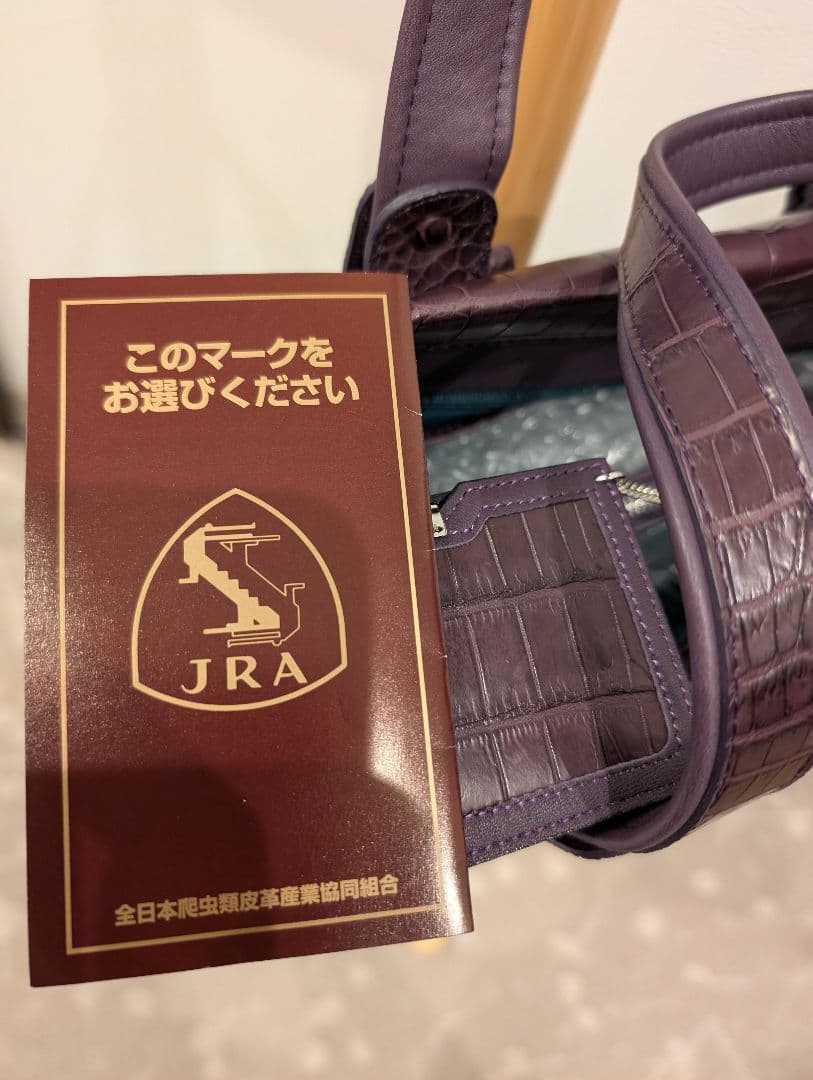 このマークを
お選びください
JRA
全日本爬虫類皮革産業協同組合